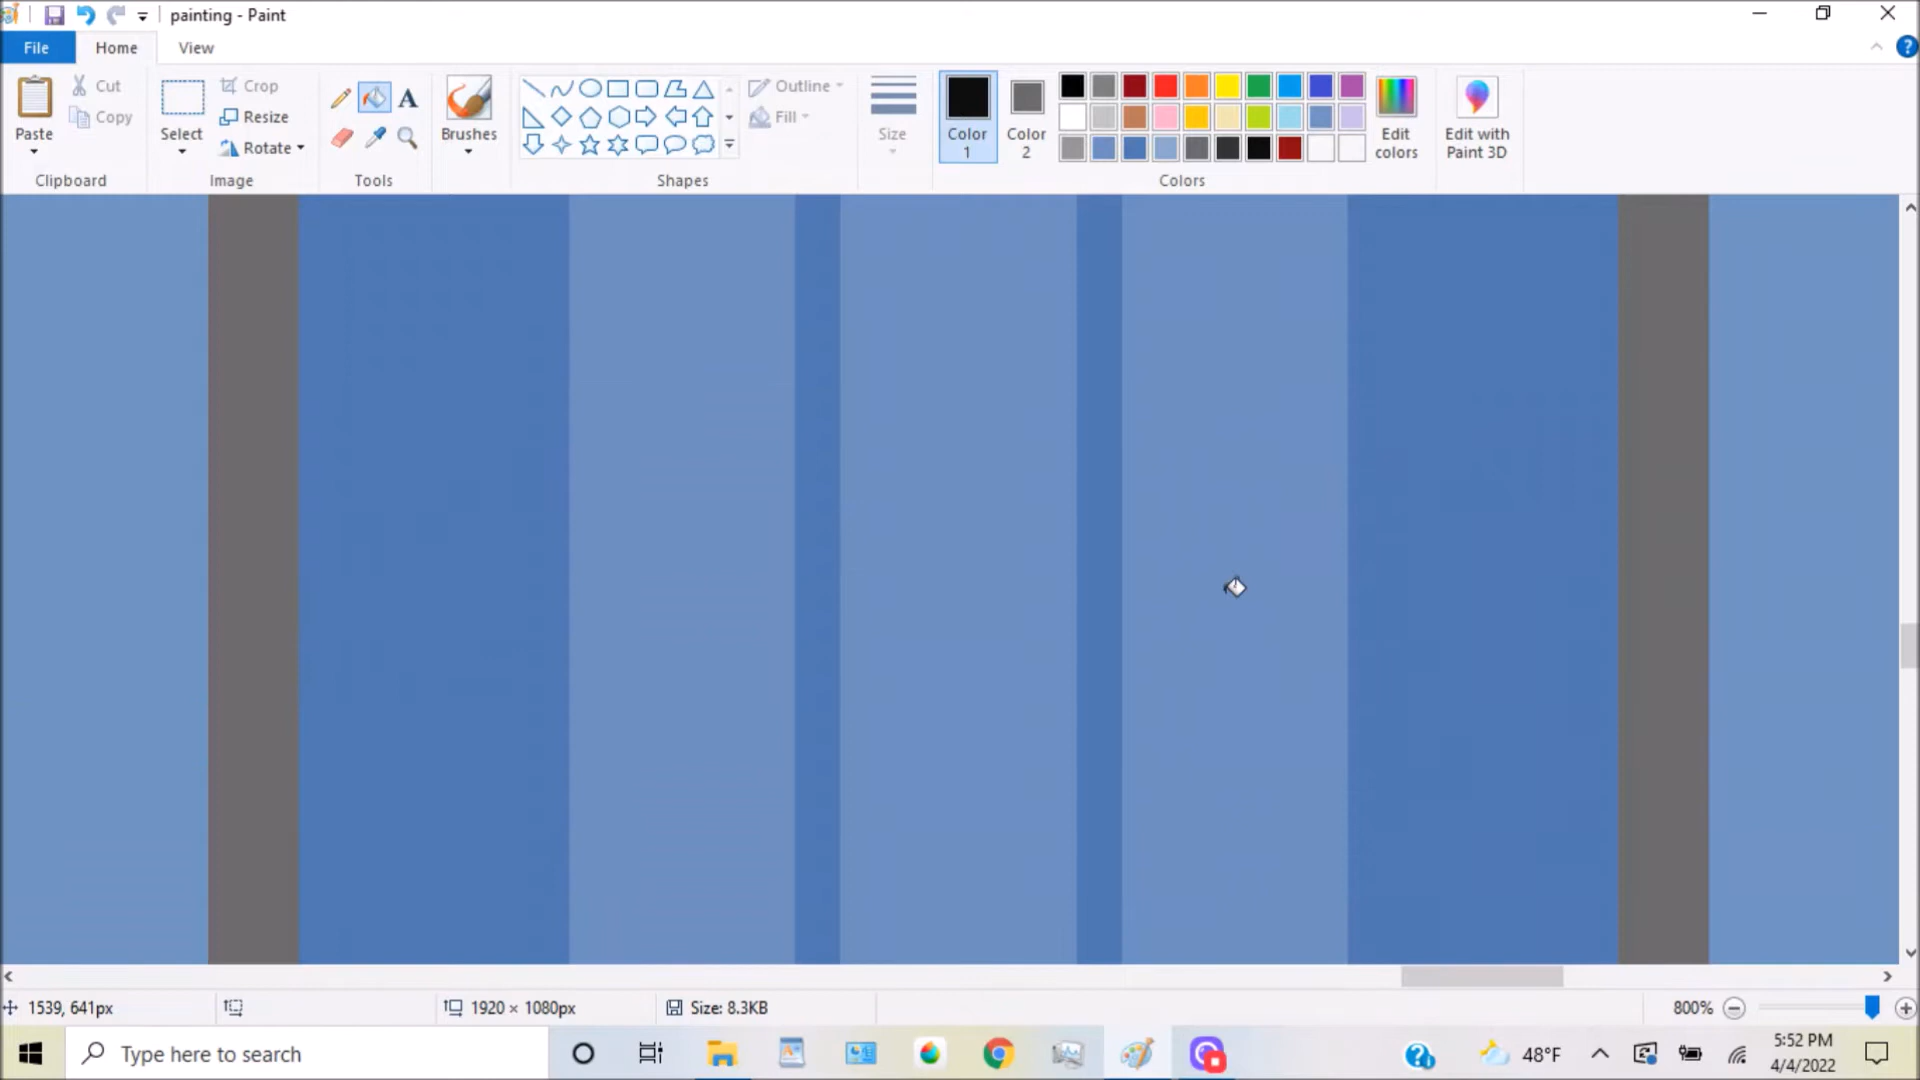 painting - Paint
File Home View
Paste
Cut
Copy
Clipboard
Select
Crop
Resize
Rotate
Image
A
Tools
Brushes
Shapes
Outline
Fill
Size
Color 1
Color 2
Colors
Edit colors
Edit with Paint 3D
1539, 641px
1920 × 1080px
Size: 8.3KB
800%
Type here to search
48°F
5:52 PM
4/4/2022